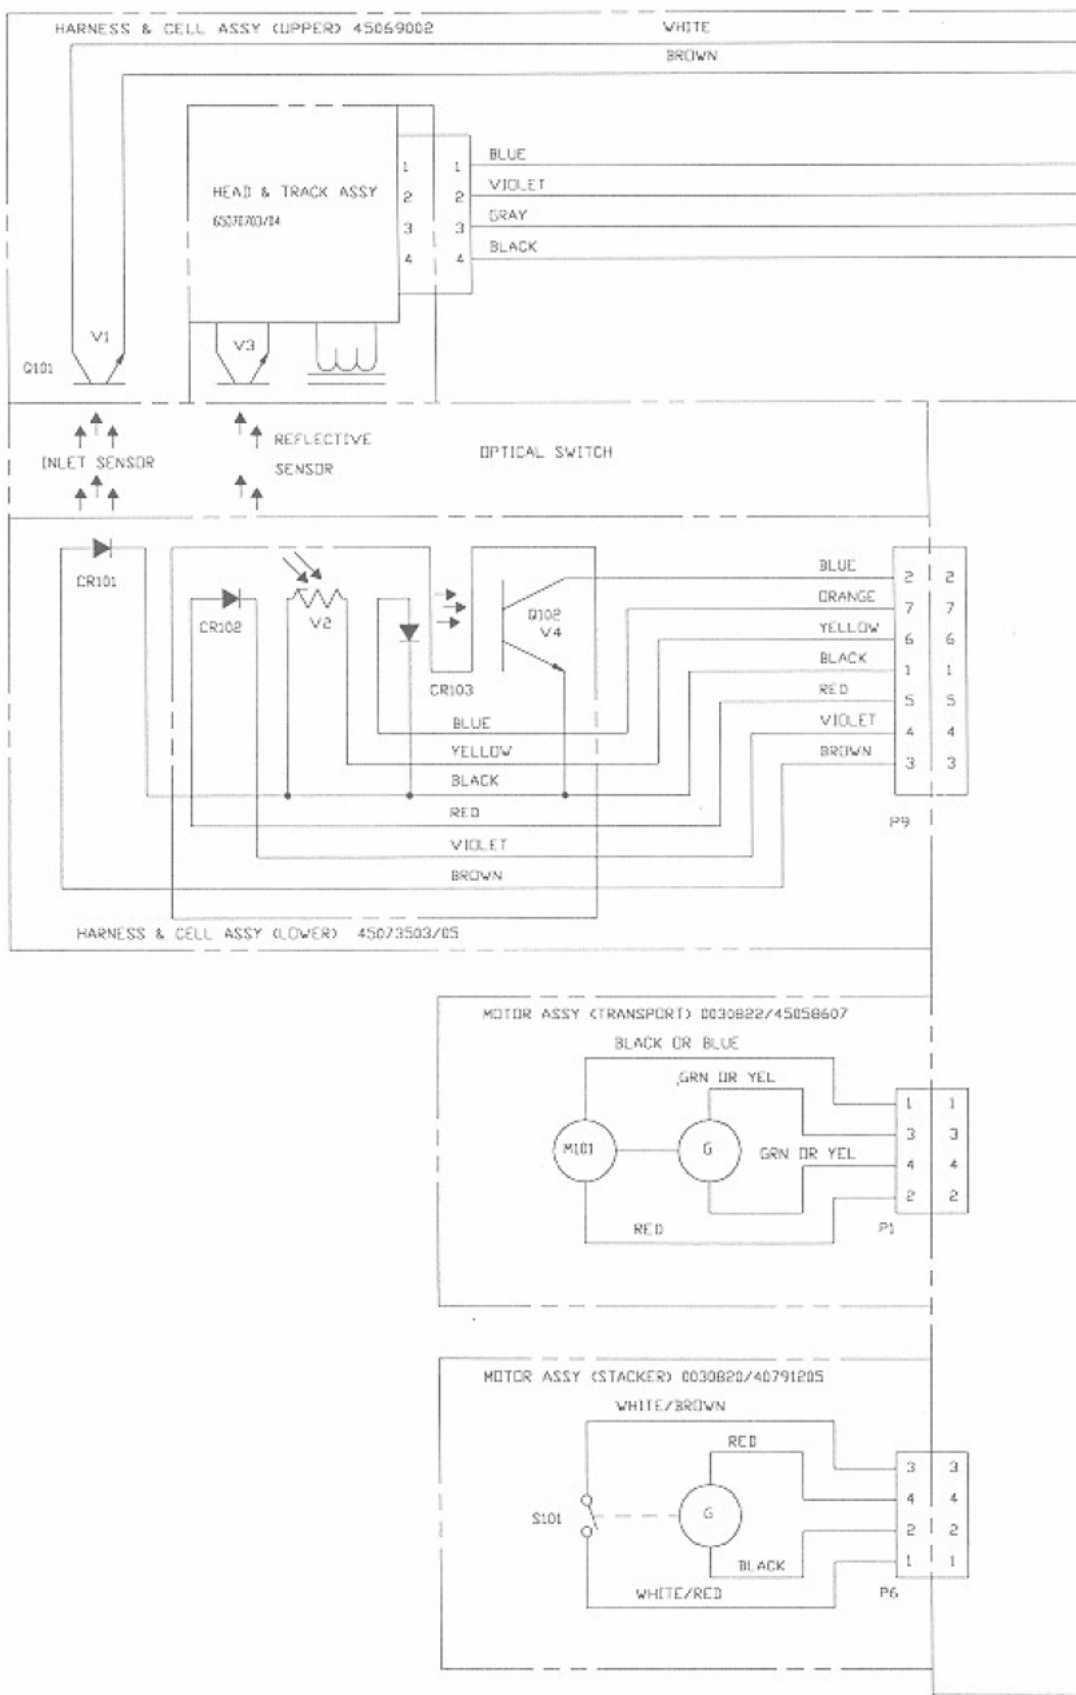 HARNESS & CELL ASSY (UPPER) 45069002
WHITE
BROWN
HEAD & TRACK ASSY
65070703/04
1 1 BLUE
2 2 VIOLET
3 3 GRAY
4 4 BLACK
V1
V3
Q101
INLET SENSOR
REFLECTIVE
SENSOR
OPTICAL SWITCH
CR101
CR102
V2
CR103
Q102
V4
BLUE 2 2
ORANGE 7 7
YELLOW 6 6
BLACK 1 1
RED 5 5
VIOLET 4 4
BROWN 3 3
BLUE
YELLOW
BLACK
RED
VIOLET
BROWN
P9
HARNESS & CELL ASSY (LOWER) 45073503/05
MOTOR ASSY (TRANSPORT) 0030822/45058607
BLACK OR BLUE
GRN OR YEL
M101
G
GRN OR YEL
RED
1 1
3 3
4 4
2 2
P1
MOTOR ASSY (STACKER) 0030820/40791205
WHITE/BROWN
RED
S101
G
BLACK
WHITE/RED
3 3
4 4
2 2
1 1
P6